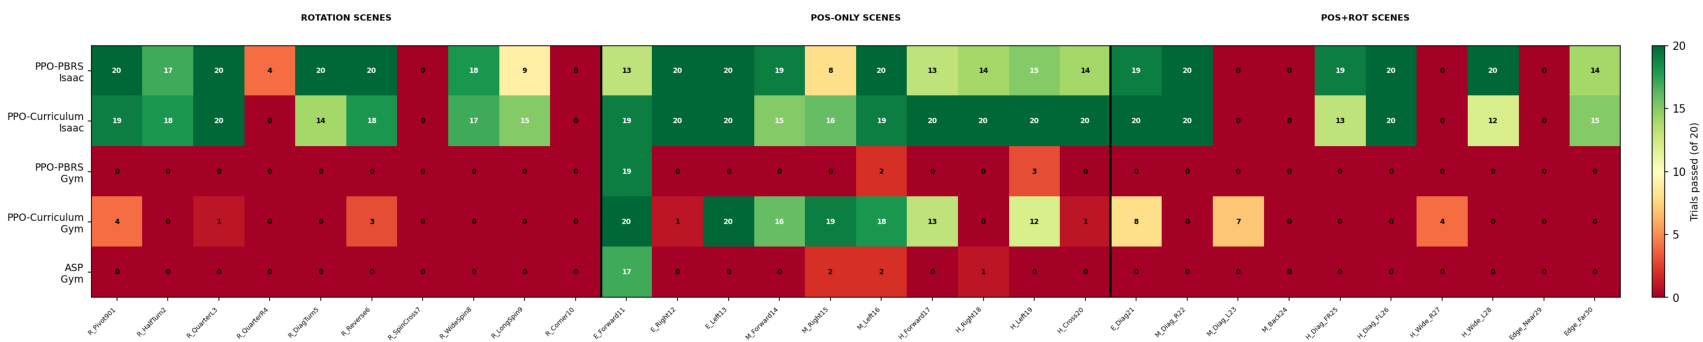 ROTATION SCENES POS-ONLY SCENES POS+ROT SCENES
PPO-PBRS
Isaac
20 17 20 4 20 20 0 18 9 0 13 20 20 19 8 20 13 14 15 14 19 20 0 0 19 20 0 20 0 14
PPO-Curriculum
Isaac
19 18 20 0 14 18 0 17 15 0 19 20 20 15 16 19 20 20 20 20 20 20 0 0 13 20 0 12 0 15
PPO-PBRS
Gym
0 0 0 0 0 0 0 0 0 0 19 0 0 0 0 2 0 0 3 0 0 0 0 0 0 0 0 0 0 0
PPO-Curriculum
Gym
4 0 1 0 0 3 0 0 0 0 20 1 20 16 19 18 13 0 12 1 8 0 7 0 0 0 4 0 0 0
ASP
Gym
0 0 0 0 0 0 0 0 0 0 17 0 0 0 2 2 0 1 0 0 0 0 0 0 0 0 0 0 0 0
R_Pivot901 R_HalfTurn2 R_QuarterL3 R_QuarterR4 R_DiagTurn5 R_Reverse6 R_SpinCross7 R_WideSpin8 R_LongSpin9 R_Corner10 E_Forward11 E_Right12 E_Left13 M_Forward14 M_Right15 M_Left16 H_Forward17 H_Right18 H_Left19 H_Cross20 E_Diag21 M_Diag_R22 M_Diag_L23 M_Back24 H_Diag_FR25 H_Diag_FL26 H_Wide_R27 H_Wide_L28 Edge_Near29 Edge_Far30
20
15
10
5
0
Trials passed (of 20)